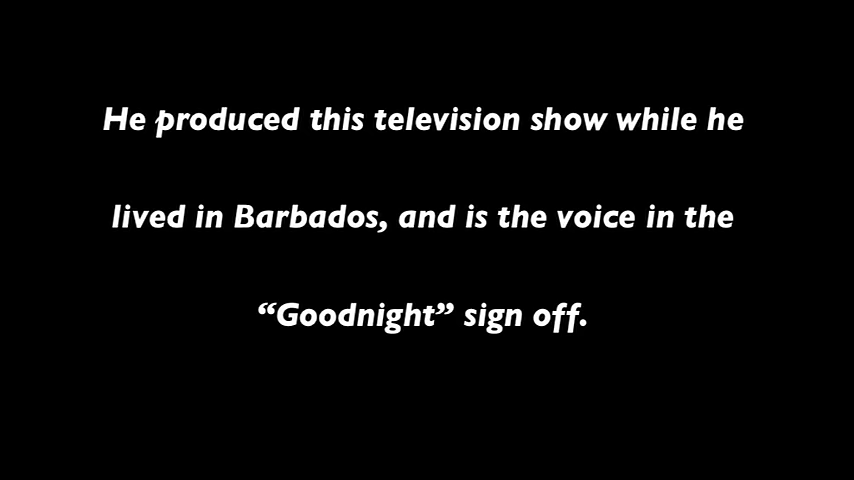 He produced this television show while he
lived in Barbados, and is the voice in the
“Goodnight” sign off.